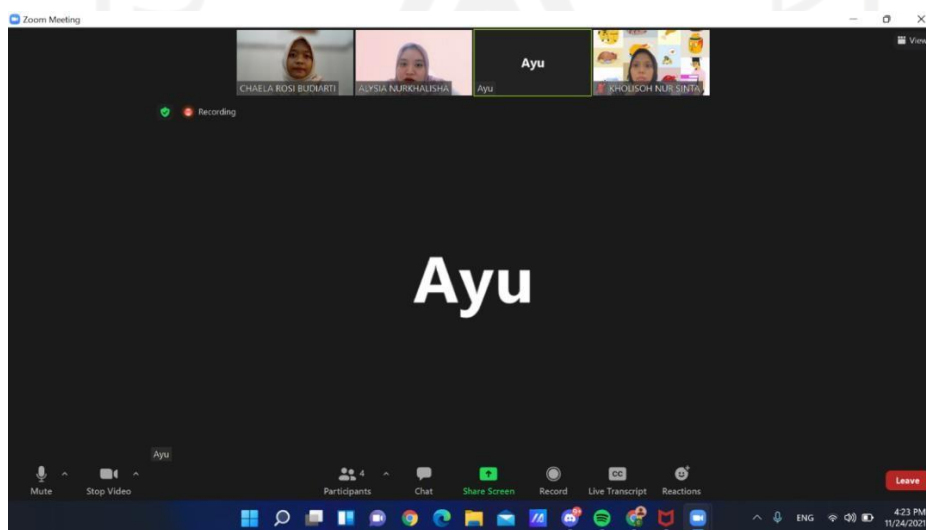 Zoom Meeting
View
CHAELA ROSI BUDIARTI
ALYSIA NURKHALISHA
Ayu
Ayu
KHOLISOH NUR SINTA
Recording
Ayu
Ayu
Mute
Stop Video
Participants
4
Chat
Share Screen
Record
CC
Live Transcript
Reactions
Leave
ENG
4:23 PM
11/24/2021